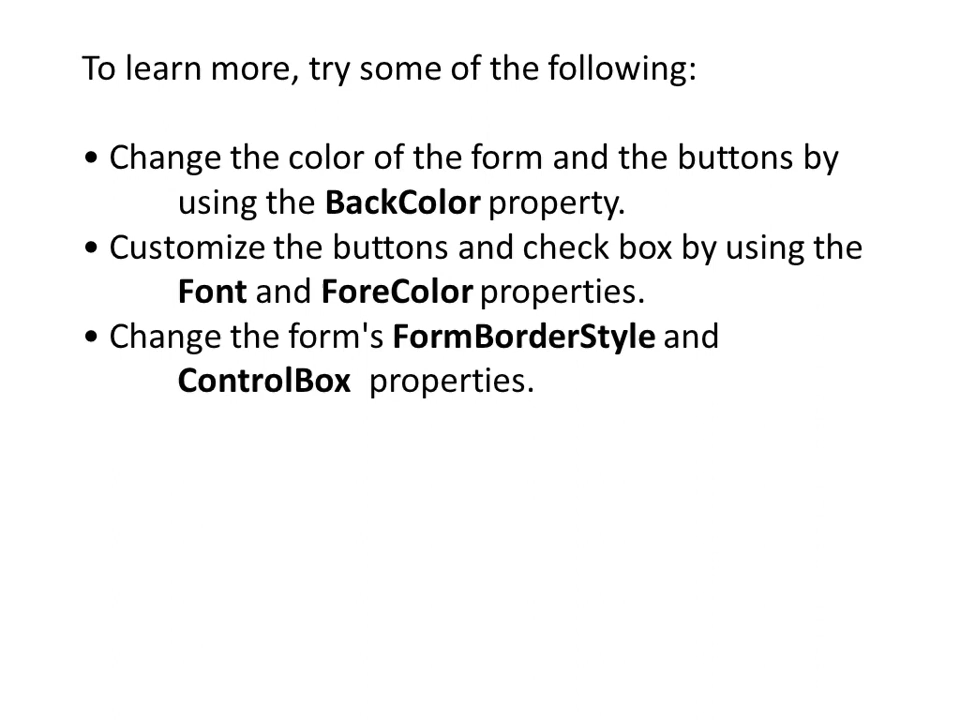 To learn more, try some of the following:
• Change the color of the form and the buttons by
using the BackColor property.
• Customize the buttons and check box by using the
Font and ForeColor properties.
• Change the form's FormBorderStyle and
ControlBox  properties.